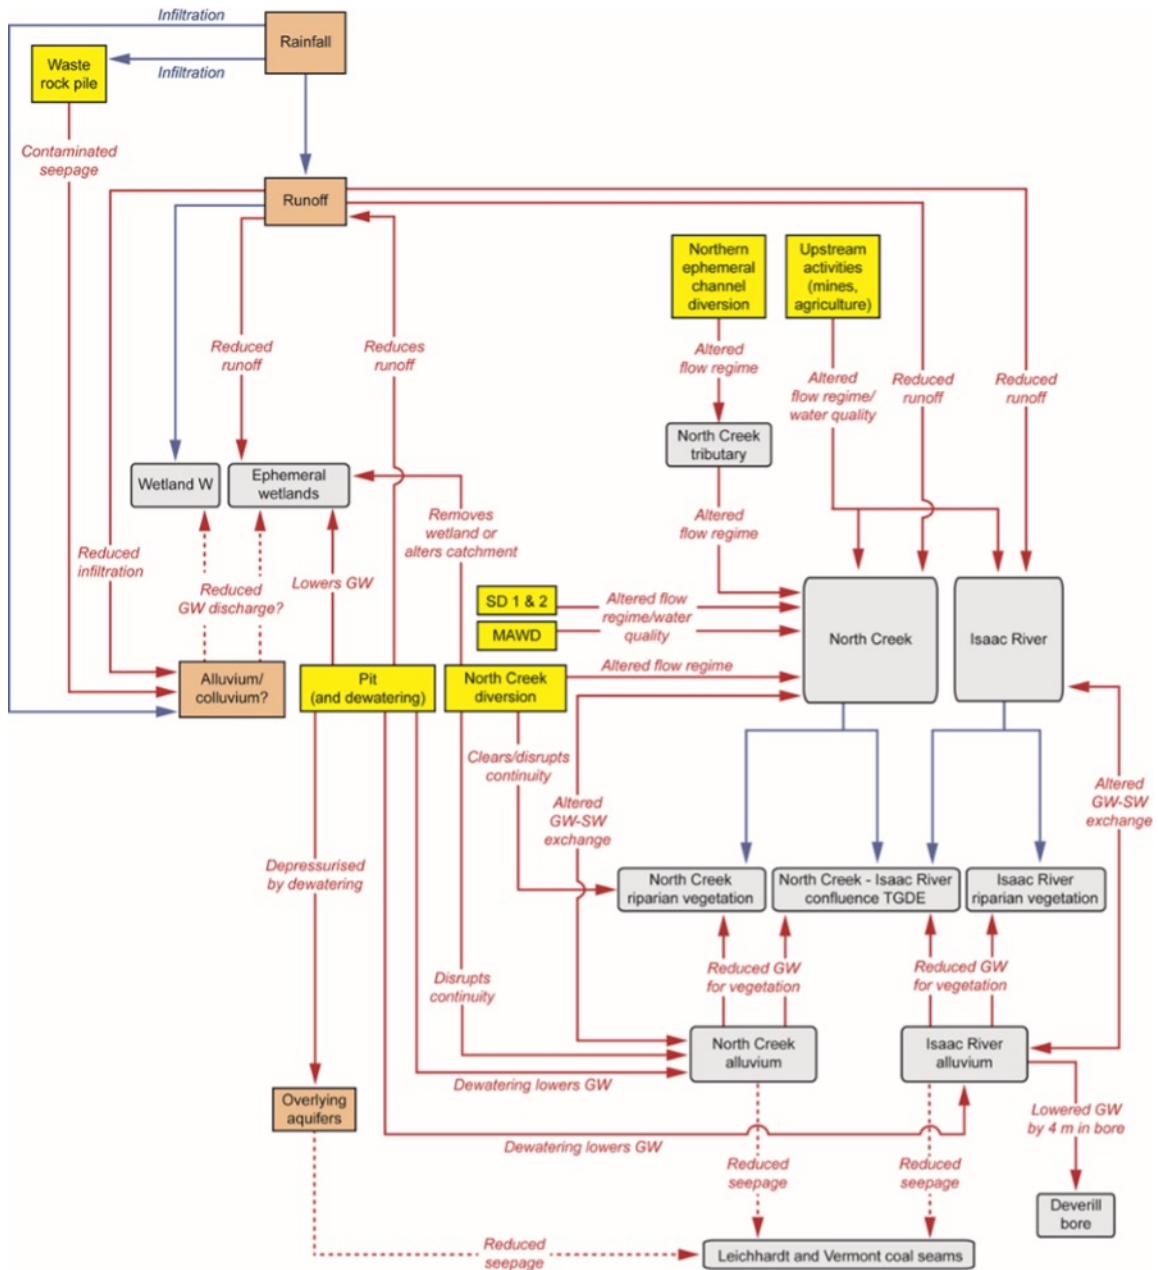 Infiltration
Rainfall
Waste
rock pile
Infiltration
Contaminated
seepage
Runoff
Northern
ephemeral
channel
diversion
Upstream
activities
(mines,
agriculture)
Reduced
runoff
Reduces
runoff
Altered
flow regime
Altered
flow regime/
water quality
Reduced
runoff
Reduced
runoff
North Creek
tributary
Wetland W
Ephemeral
wetlands
Removes
wetland or
alters catchment
Altered
flow regime
Reduced
infiltration
Reduced
GW discharge?
Lowers GW
SD 1 & 2
MAWD
Altered flow
regime/water
quality
North Creek
Isaac River
Alluvium/
colluvium?
Pit
(and dewatering)
North Creek
diversion
Altered flow regime
Clears/disrupts
continuity
Altered
GW-SW
exchange
Altered
GW-SW
exchange
Depressurised
by dewatering
North Creek
riparian vegetation
North Creek - Isaac River
confluence TGDE
Isaac River
riparian vegetation
Disrupts
continuity
Reduced GW
for vegetation
Reduced GW
for vegetation
North Creek
alluvium
Isaac River
alluvium
Dewatering lowers GW
Overlying
aquifers
Lowered GW
by 4 m in bore
Dewatering lowers GW
Reduced
seepage
Reduced
seepage
Deverill
bore
Reduced
seepage
Leichhardt and Vermont coal seams